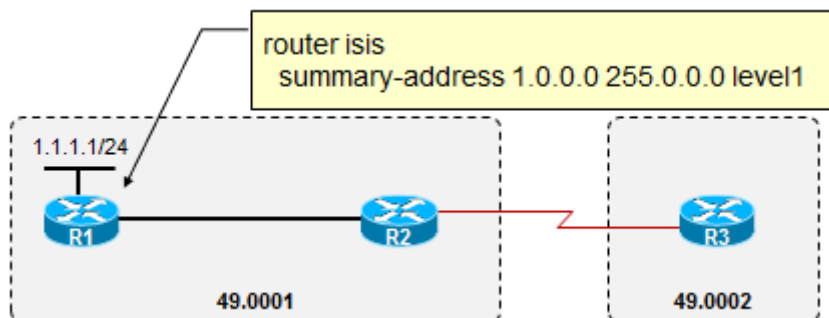 router isis
summary-address 1.0.0.0 255.0.0.0 level1
1.1.1.1/24
R1
R2
R3
49.0001
49.0002